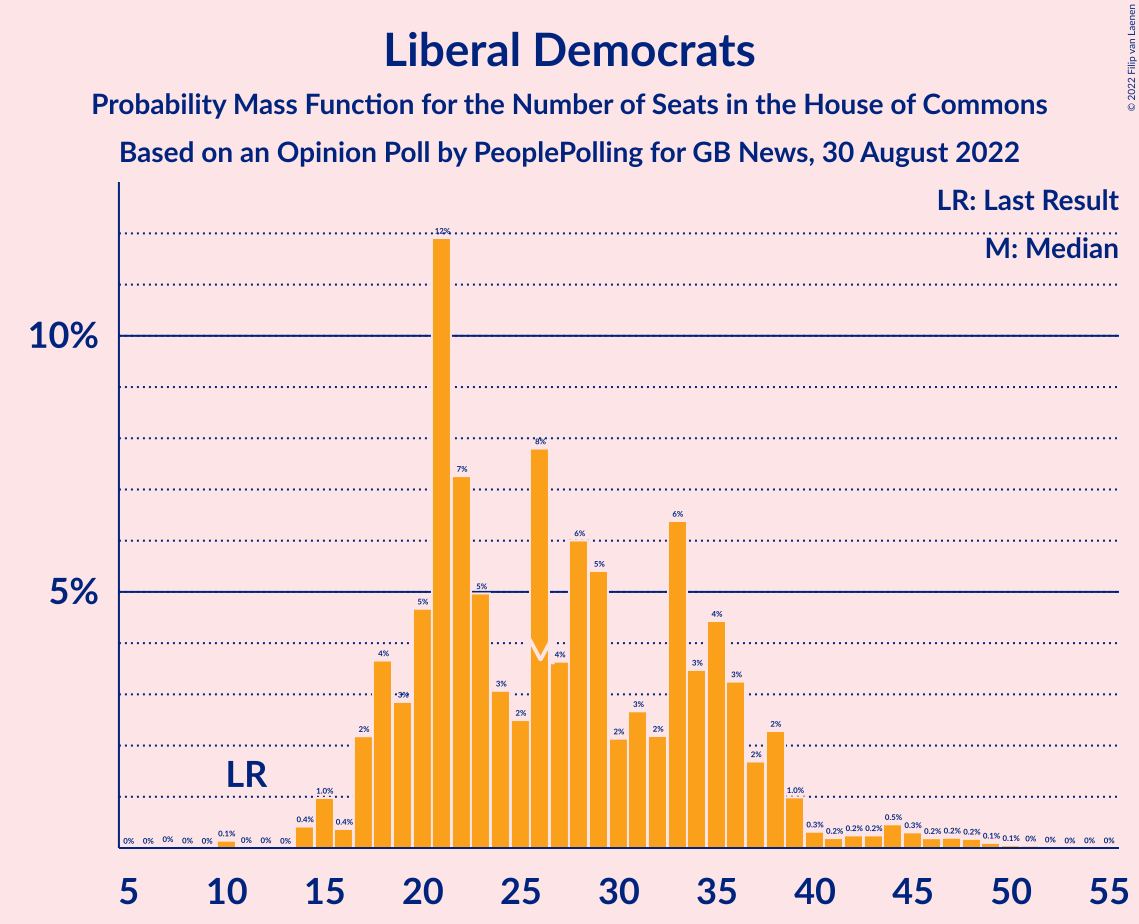 © 2022 Filip van Laenen
Liberal Democrats
Probability Mass Function for the Number of Seats in the House of Commons
Based on an Opinion Poll by PeoplePolling for GB News, 30 August 2022
LR: Last Result
M: Median
10%
5%
LR
M
0% 0% 0% 0% 0% 0.1% 0% 0% 0% 0.4% 1.0% 0.4% 2% 4% 3% 5% 12% 7% 5% 3% 2% 8% 4% 6% 5% 2% 3% 2% 6% 3% 4% 3% 2% 2% 1.0% 0.3% 0.2% 0.2% 0.2% 0.5% 0.3% 0.2% 0.2% 0.2% 0.1% 0.1% 0% 0% 0% 0% 0%
5 10 15 20 25 30 35 40 45 50 55